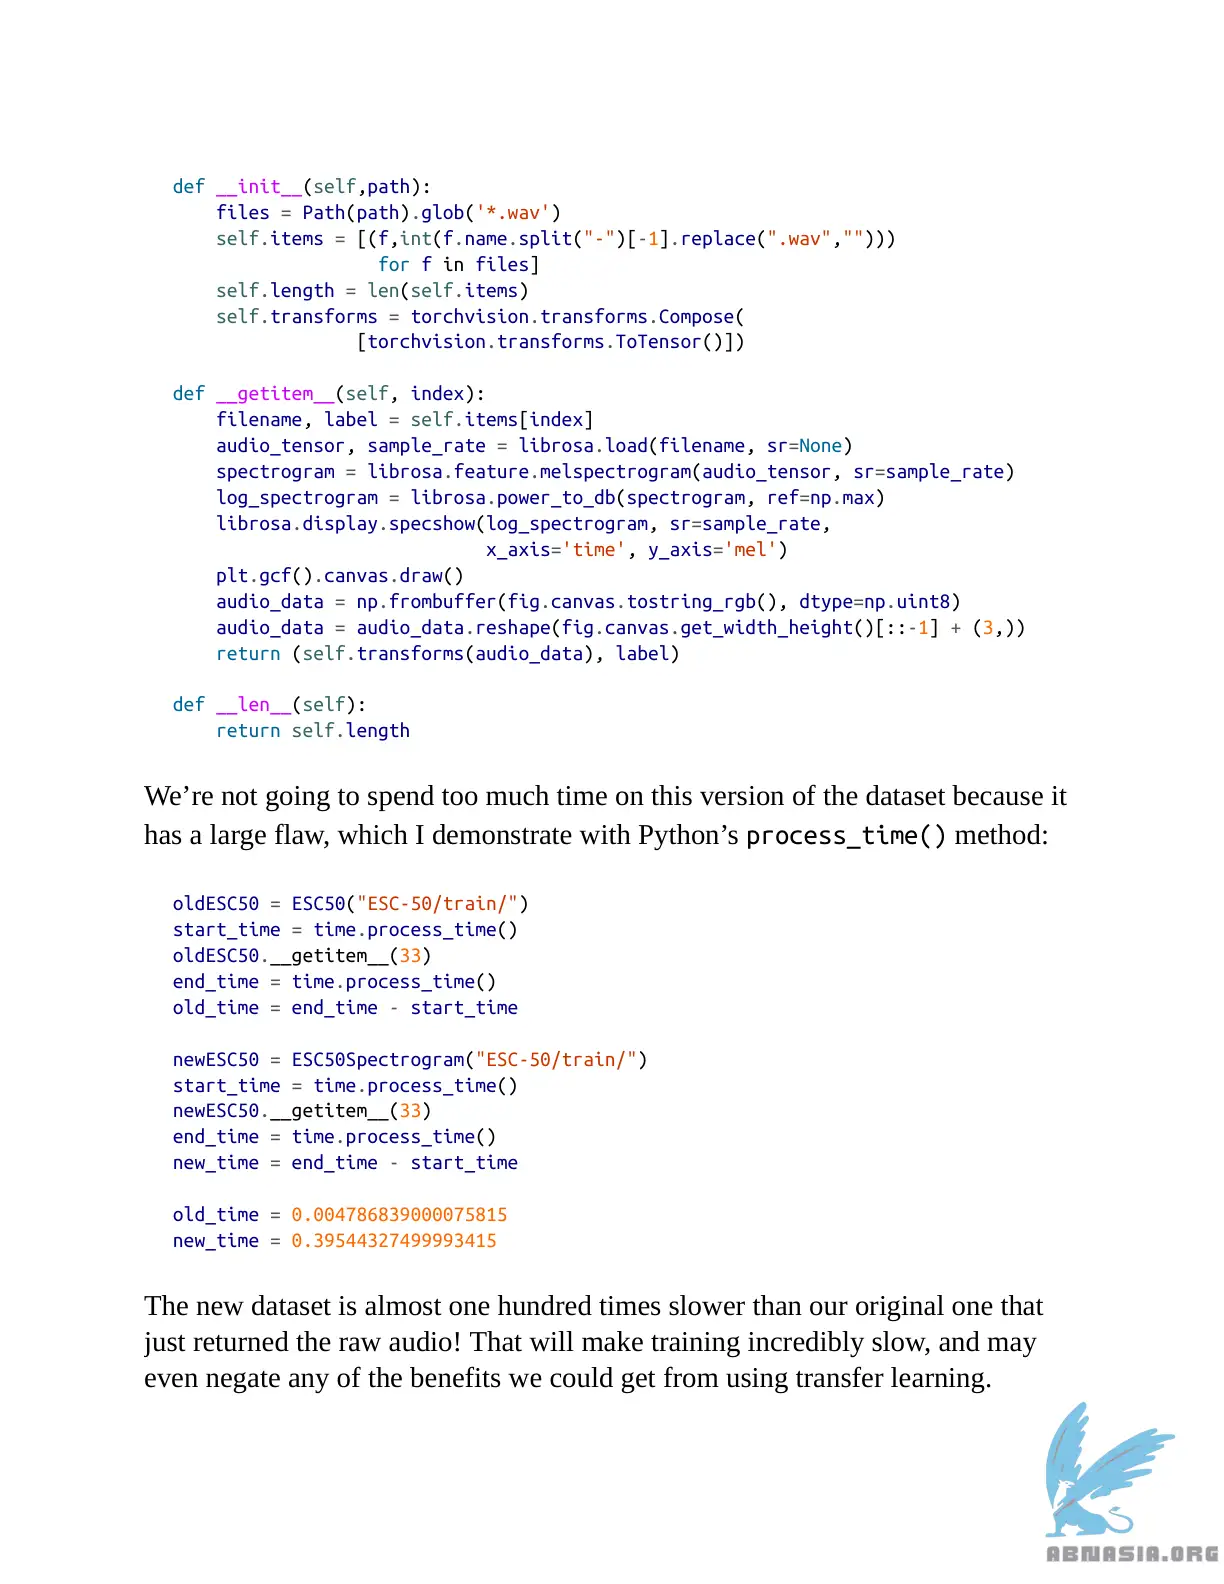 def __init__(self,path):
    files = Path(path).glob('*.wav')
    self.items = [(f,int(f.name.split("-")[-1].replace(".wav","")))
                   for f in files]
    self.length = len(self.items)
    self.transforms = torchvision.transforms.Compose(
                 [torchvision.transforms.ToTensor()])

def __getitem__(self, index):
    filename, label = self.items[index]
    audio_tensor, sample_rate = librosa.load(filename, sr=None)
    spectrogram = librosa.feature.melspectrogram(audio_tensor, sr=sample_rate)
    log_spectrogram = librosa.power_to_db(spectrogram, ref=np.max)
    librosa.display.specshow(log_spectrogram, sr=sample_rate,
                             x_axis='time', y_axis='mel')
    plt.gcf().canvas.draw()
    audio_data = np.frombuffer(fig.canvas.tostring_rgb(), dtype=np.uint8)
    audio_data = audio_data.reshape(fig.canvas.get_width_height()[::-1] + (3,))
    return (self.transforms(audio_data), label)

def __len__(self):
    return self.length

We’re not going to spend too much time on this version of the dataset because it
has a large flaw, which I demonstrate with Python’s process_time() method:

oldESC50 = ESC50("ESC-50/train/")
start_time = time.process_time()
oldESC50.__getitem__(33)
end_time = time.process_time()
old_time = end_time - start_time

newESC50 = ESC50Spectrogram("ESC-50/train/")
start_time = time.process_time()
newESC50.__getitem__(33)
end_time = time.process_time()
new_time = end_time - start_time

old_time = 0.004786839000075815
new_time = 0.39544327499993415

The new dataset is almost one hundred times slower than our original one that
just returned the raw audio! That will make training incredibly slow, and may
even negate any of the benefits we could get from using transfer learning.
ABNASIA.ORG